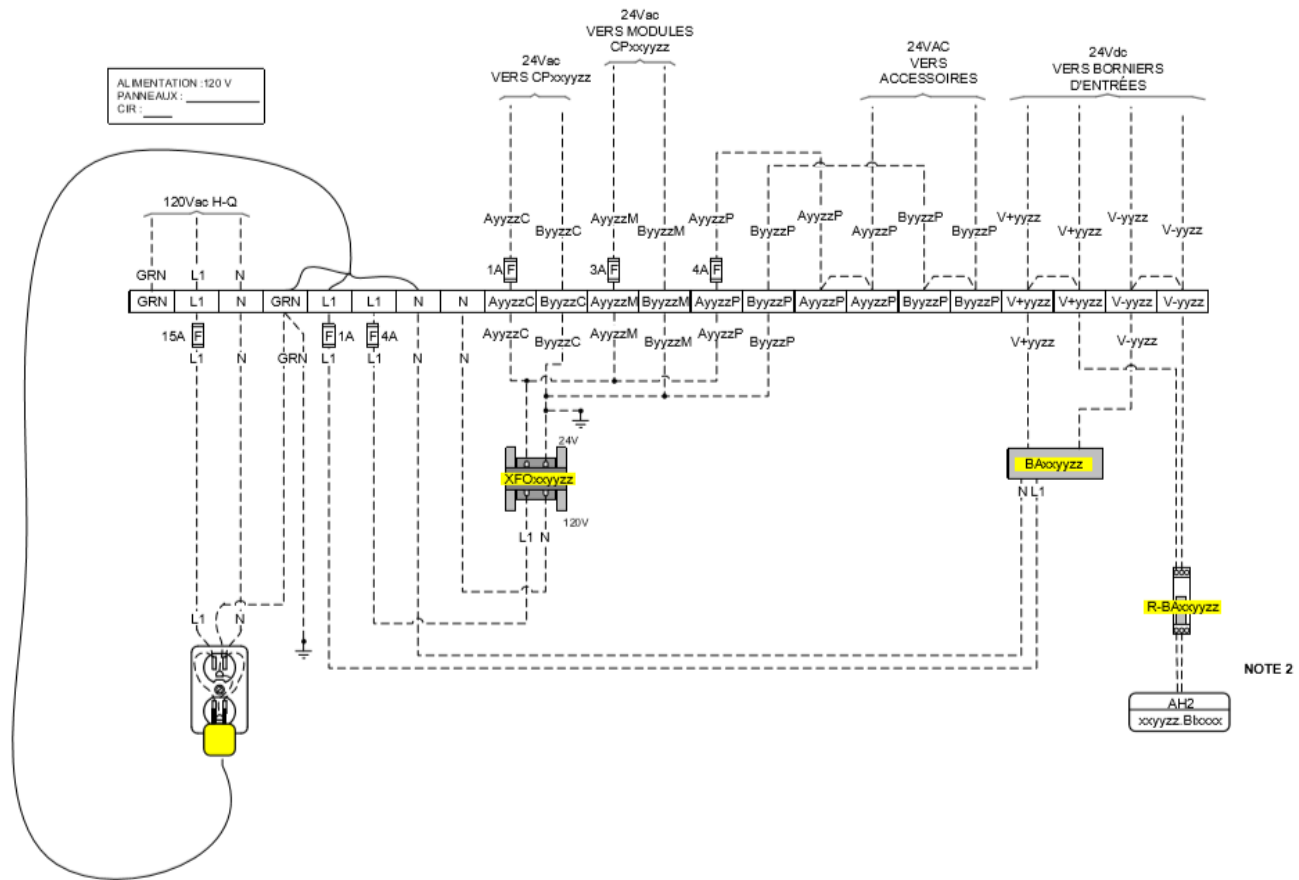 24Vac
VERS MODULES
CPxxyyzz
24Vac
VERS CPxxyyzz
24VAC
VERS
ACCESSOIRES
24Vdc
VERS BORNIERS
D'ENTRÉES
ALIMENTATION :120 V
PANNEAUX :
CIR :
120Vac H-Q
GRN L1 N
AyyzzC ByyzzC AyyzzM ByyzzM AyyzzP ByyzzP AyyzzP AyyzzP ByyzzP ByyzzP V+yyzz V+yyzz V-yyzz V-yyzz
1A F 3A F 4A F
GRN L1 N GRN L1 L1 N N AyyzzC ByyzzC AyyzzM ByyzzM AyyzzP ByyzzP AyyzzP AyyzzP ByyzzP ByyzzP V+yyzz V+yyzz V-yyzz V-yyzz
15A F F 1A F 4A
L1 N GRN L1 L1 N N
AyyzzC ByyzzC AyyzzM ByyzzM AyyzzP ByyzzP V+yyzz V-yyzz
24V
XFOxxyyzz
120V
L1 N
BAxxyyzz
N L1
R-BAxxyyzz
L1 N
NOTE 2
AH2
xxyyzz.BIxxxx